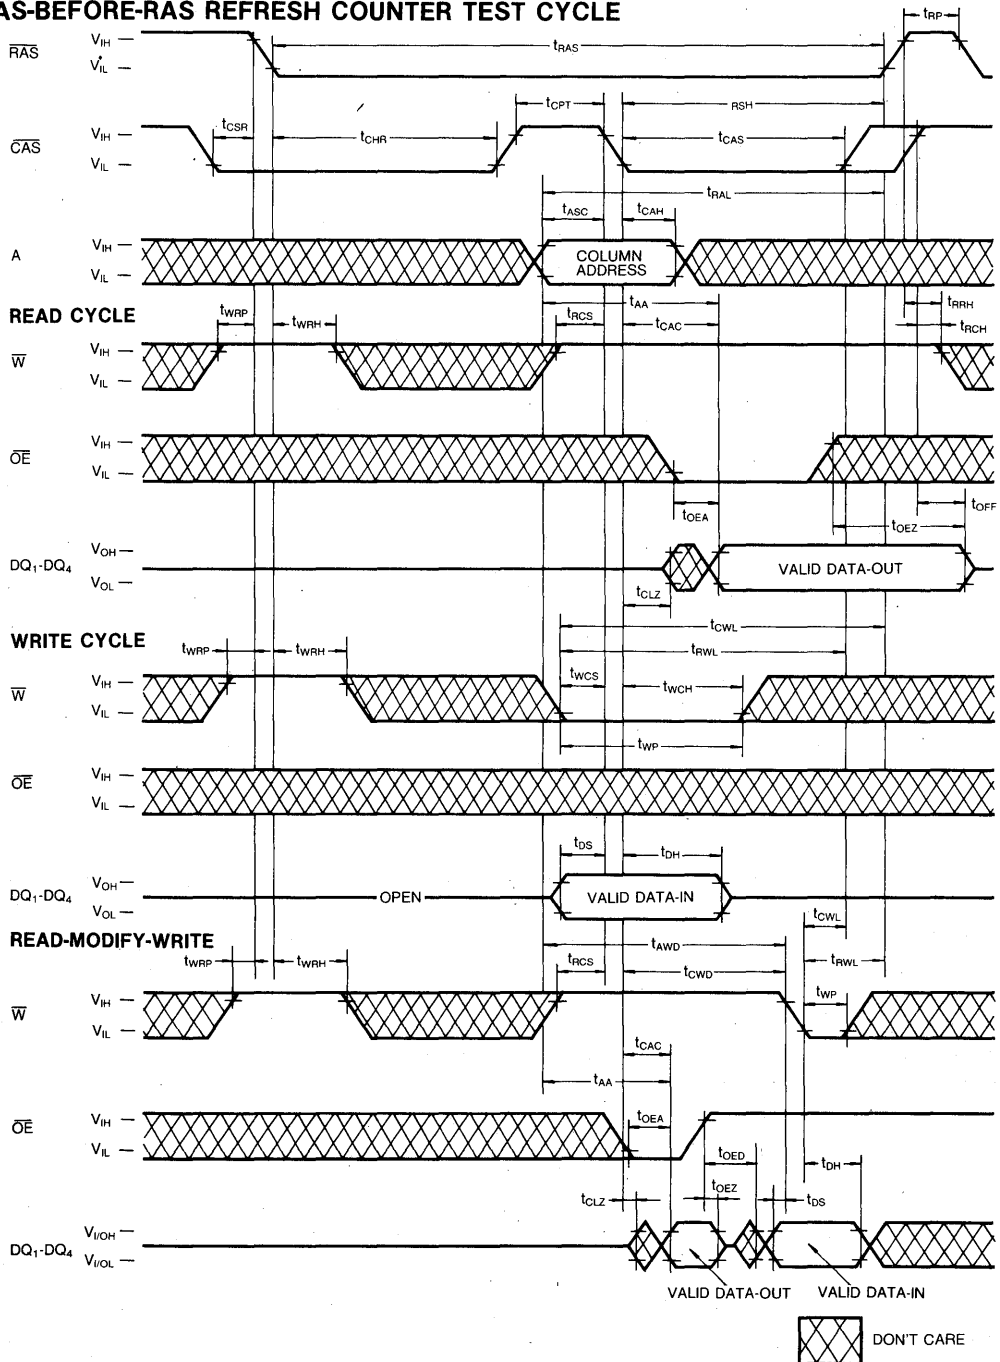 AS-BEFORE-RAS REFRESH COUNTER TEST CYCLE
tRP
RAS
VIH
VIL
tRAS
tCPT
RSH
CAS
VIH
VIL
tCSR
tCHR
tCAS
tRAL
tASC
tCAH
A
VIH
VIL
COLUMN
ADDRESS
READ CYCLE
tWRP
tWRH
tAA
tRCS
tCAC
tRRH
tRCH
W
VIH
VIL
OE
VIH
VIL
tOEA
tOEZ
tOFF
DQ1-DQ4
VOH
VOL
VALID DATA-OUT
tCLZ
WRITE CYCLE
tWRP
tWRH
tCWL
tRWL
W
VIH
VIL
tWCS
tWCH
tWP
OE
VIH
VIL
tDS
tDH
DQ1-DQ4
VOH
VOL
OPEN
VALID DATA-IN
READ-MODIFY-WRITE
tWRP
tWRH
tAWD
tRCS
tCWD
tCWL
tRWL
tWP
W
VIH
VIL
tCAC
tAA
OE
VIH
VIL
tOEA
tOED
tDH
tCLZ
tOEZ
tDS
DQ1-DQ4
VI/OH
VI/OL
VALID DATA-OUT
VALID DATA-IN
DON'T CARE